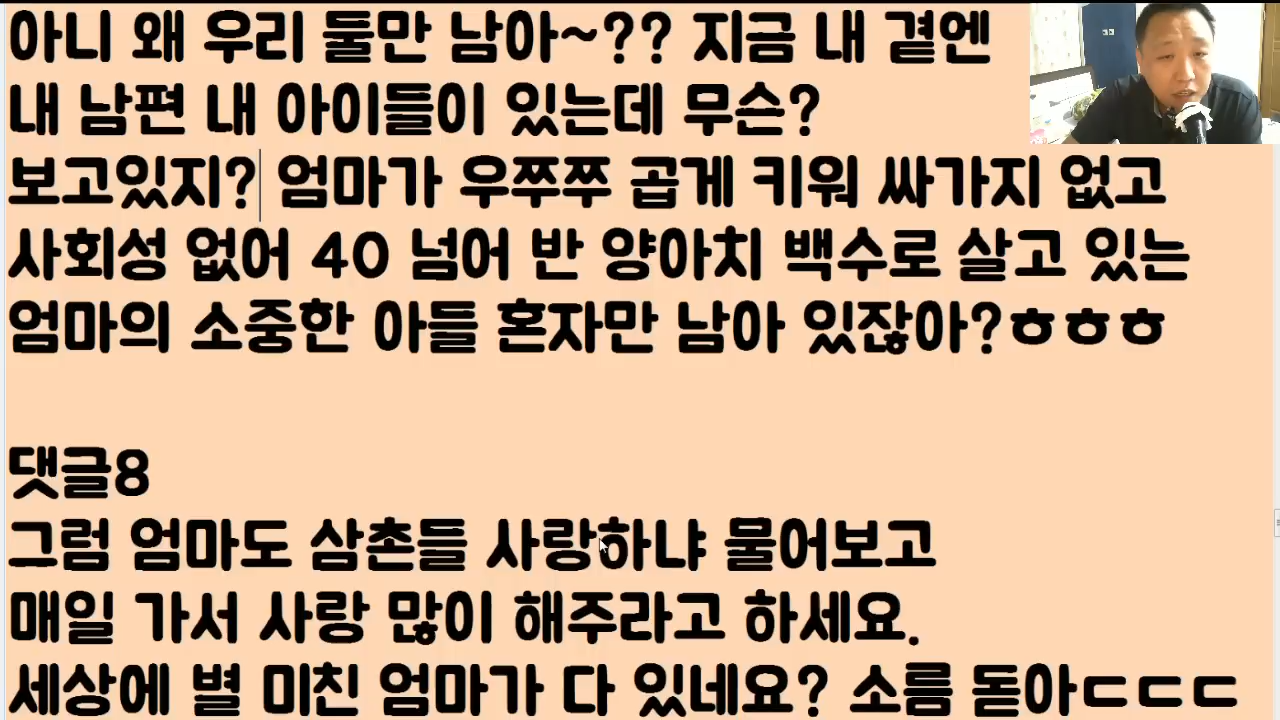 아니 왜 우리 둘만 남아~?? 지금 내 곁엔
내 남편 내 아이들이 있는데 무슨?
보고있지? 엄마가 우쭈쭈 곱게 키워 싸가지 없고
사회성 없어 40 넘어 반 양아치 백수로 살고 있는
엄마의 소중한 아들 혼자만 남아 있잖아?ㅎㅎㅎ
댓글8
그럼 엄마도 삼촌들 사랑하냐 물어보고
매일 가서 사랑 많이 해주라고 하세요.
세상에 별 미친 엄마가 다 있네요? 소름 돋아ㄷㄷㄷ